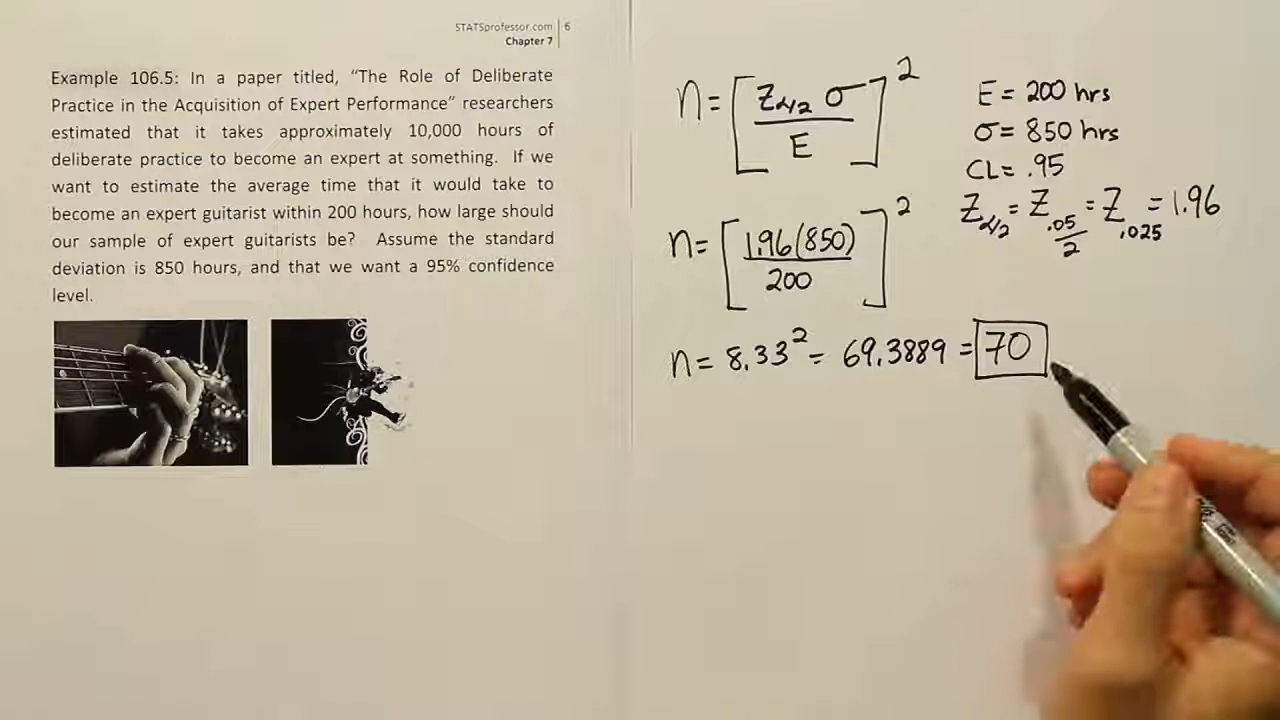 STATSprofessor.com 6
Chapter 7
Example 106.5: In a paper titled, “The Role of Deliberate
Practice in the Acquisition of Expert Performance” researchers
estimated that it takes approximately 10,000 hours of
deliberate practice to become an expert at something. If we
want to estimate the average time that it would take to
become an expert guitarist within 200 hours, how large should
our sample of expert guitarists be? Assume the standard
deviation is 850 hours, and that we want a 95% confidence
level.
n = [Zα/2 σ / E]²
n = [1.96(850) / 200]²
n = 8.33² = 69.3889 = 70
E = 200 hrs
σ = 850 hrs
CL = .95
Zα/2 = Z.05/2 = Z.025 = 1.96